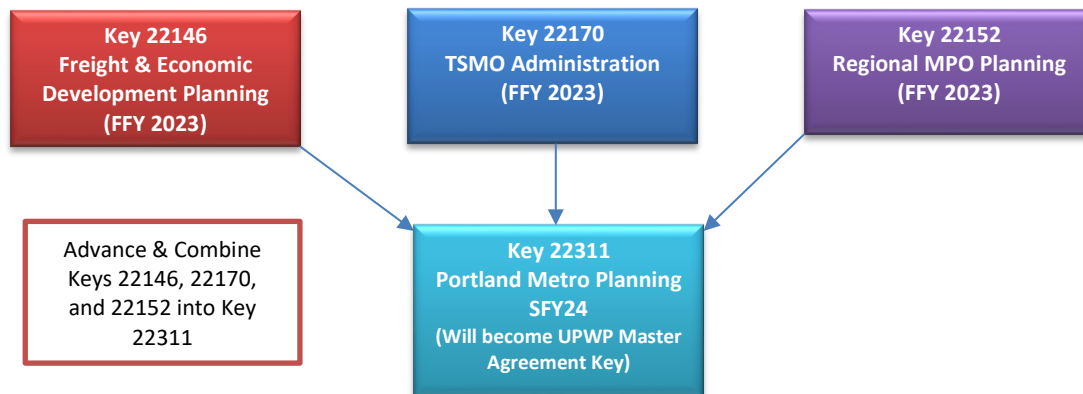 Key 22146
Freight & Economic
Development Planning
(FFY 2023)
Key 22170
TSMO Administration
(FFY 2023)
Key 22152
Regional MPO Planning
(FFY 2023)
Advance & Combine
Keys 22146, 22170,
and 22152 into Key
22311
Key 22311
Portland Metro Planning
SFY24
(Will become UPWP Master
Agreement Key)